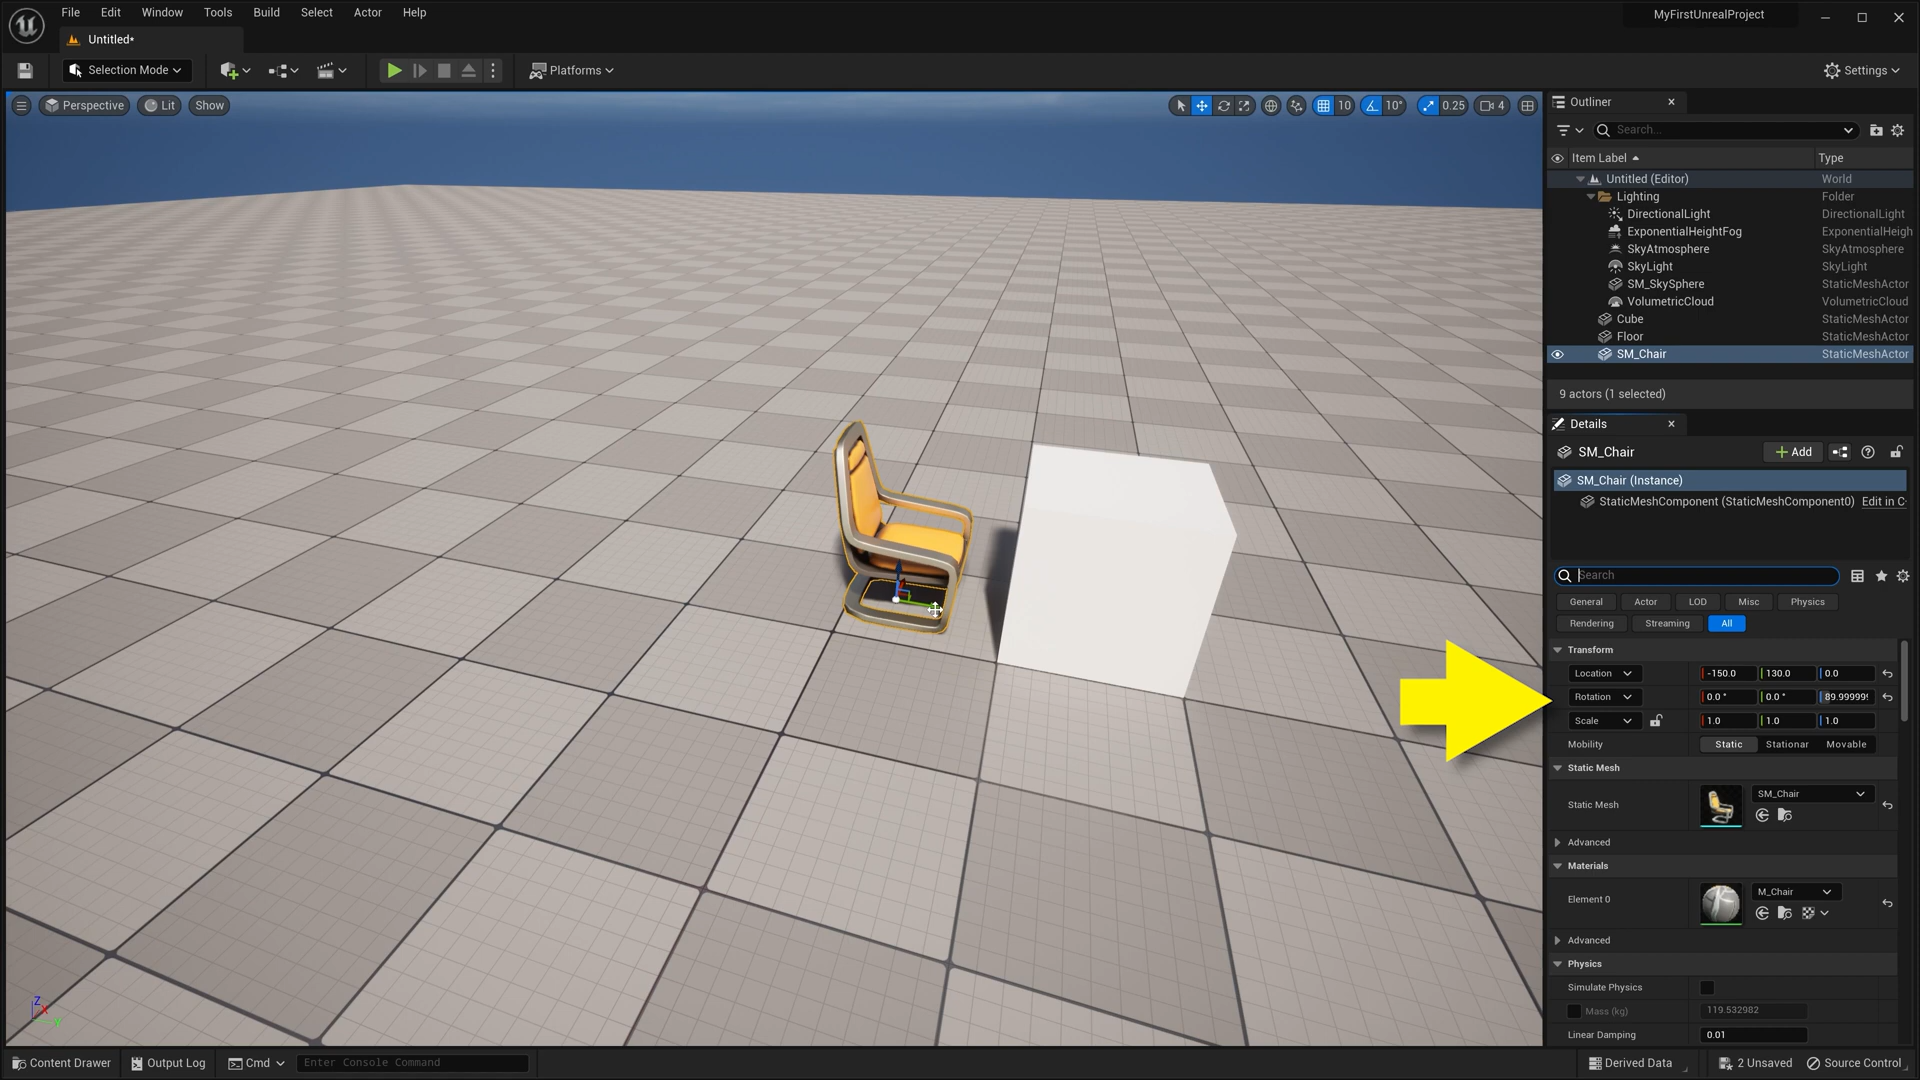 File Edit Window Tools Build Select Actor Help
MyFirstUnrealProject
Untitled*
Selection Mode
Platforms
Settings
Perspective Lit Show
10 10° 0.25 4
Outliner
Search...
Item Label Type
Untitled (Editor) World
Lighting Folder
DirectionalLight DirectionalLight
ExponentialHeightFog ExponentialHeigh
SkyAtmosphere SkyAtmosphere
SkyLight SkyLight
SM_SkySphere StaticMeshActor
VolumetricCloud VolumetricCloud
Cube StaticMeshActor
Floor StaticMeshActor
SM_Chair StaticMeshActor
9 actors (1 selected)
Details
SM_Chair + Add
SM_Chair (Instance)
StaticMeshComponent (StaticMeshComponent0) Edit in C
Search
General Actor LOD Misc Physics
Rendering Streaming All
Transform
Location -150.0 130.0 0.0
Rotation 0.0 ° 0.0 ° 89.999999
Scale 1.0 1.0 1.0
Mobility Static Stationar Movable
Static Mesh
Static Mesh SM_Chair
Advanced
Materials
Element 0 M_Chair
Advanced
Physics
Simulate Physics
Mass (kg) 119.532982
Linear Damping 0.01
Z
X
Y
Content Drawer Output Log Cmd Enter Console Command
Derived Data 2 Unsaved Source Control